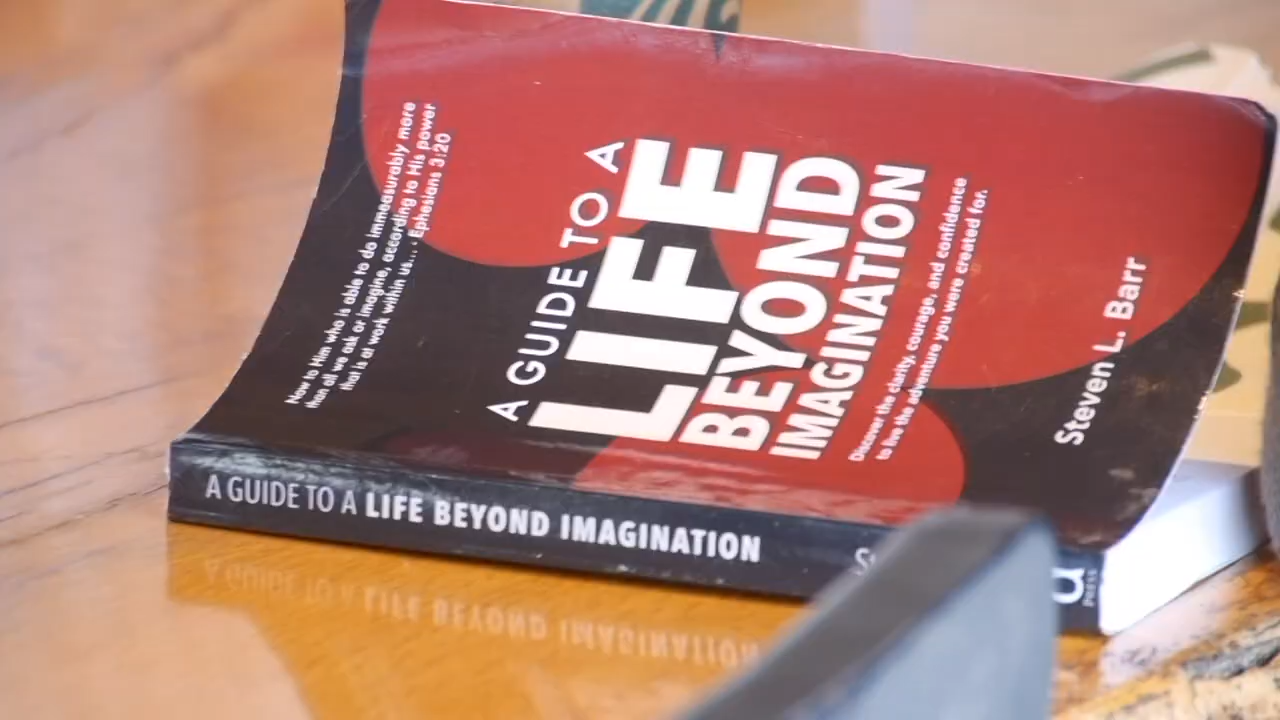 Now to Him who is able to do immeasurably more
than all we ask or imagine, according to His power
that is at work within us... Ephesians 3:20
A GUIDE TO A
LIFE
BEYOND
IMAGINATION
Discover the clarity, courage, and confidence
to live the adventure you were created for.
Steven L. Barr
A GUIDE TO A LIFE BEYOND IMAGINATION
PRESS